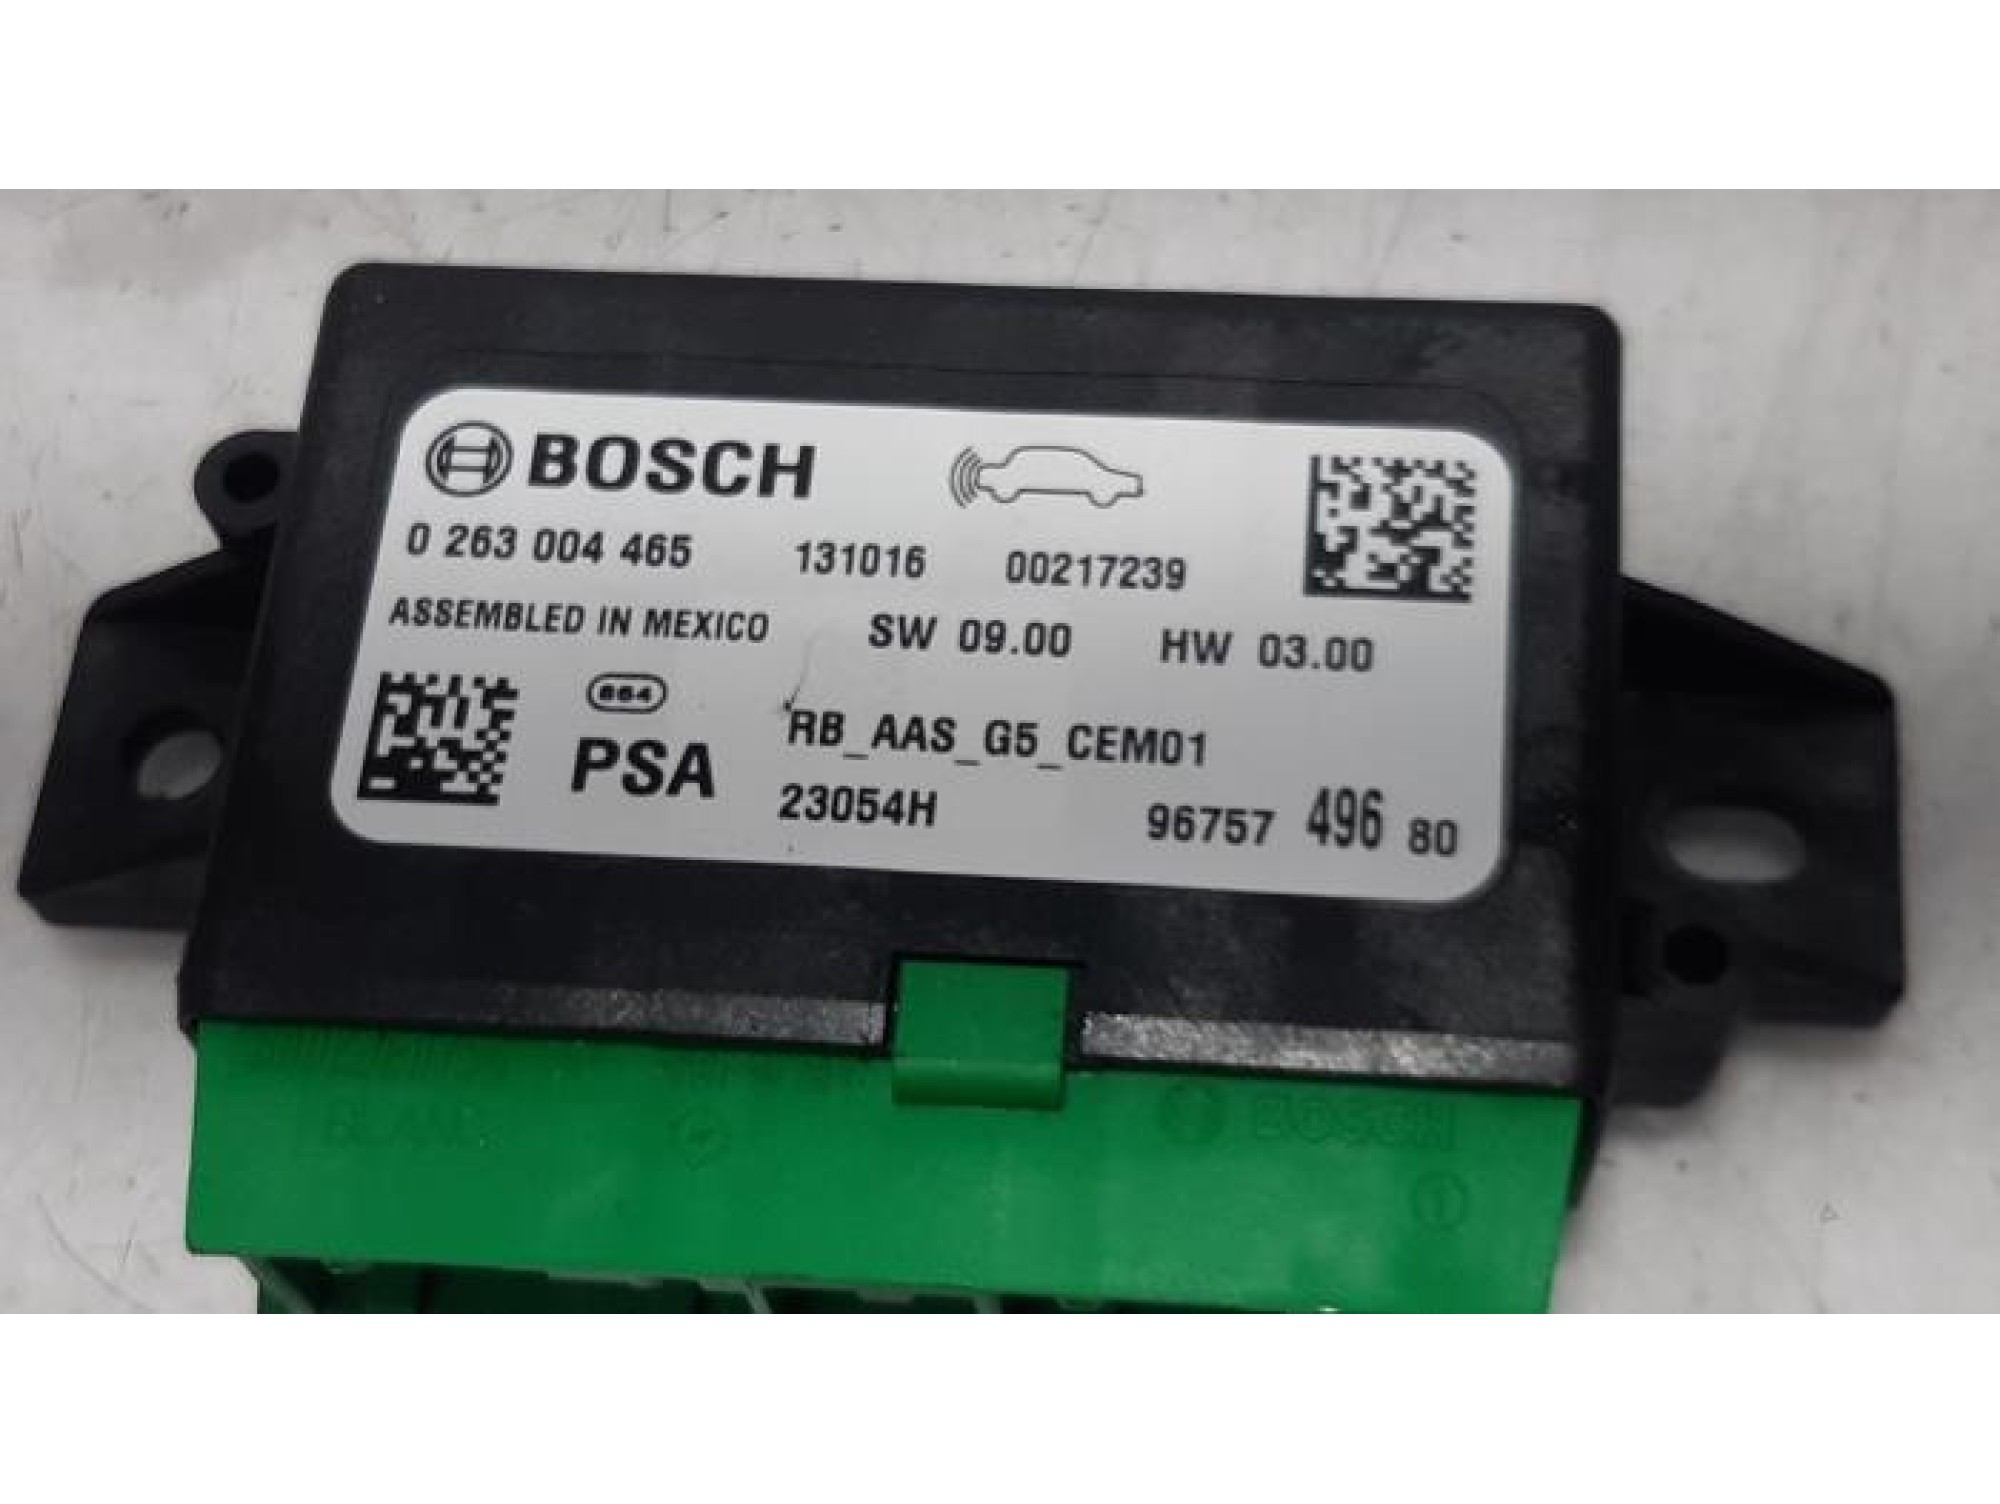 BOSCH
0 263 004 465 131016 00217239
ASSEMBLED IN MEXICO SW 09.00 HW 03.00
664
PSA RB_AAS_G5_CEM01
23054H 96757 496 80
BOSCH
1